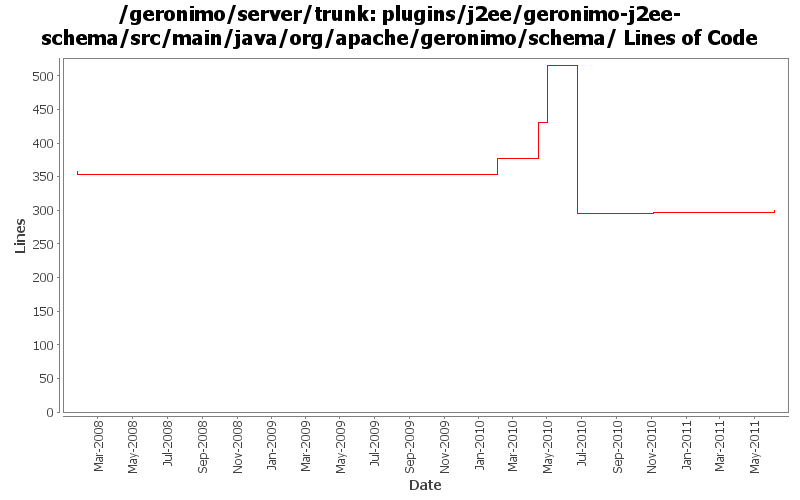 /geronimo/server/trunk: plugins/j2ee/geronimo-j2ee-
schema/src/main/java/org/apache/geronimo/schema/ Lines of Code
Lines
500
450
400
350
300
250
200
150
100
50
0
Mar-2008
May-2008
Jul-2008
Sep-2008
Nov-2008
Jan-2009
Mar-2009
May-2009
Jul-2009
Sep-2009
Nov-2009
Jan-2010
Mar-2010
May-2010
Jul-2010
Sep-2010
Nov-2010
Jan-2011
Mar-2011
May-2011
Date